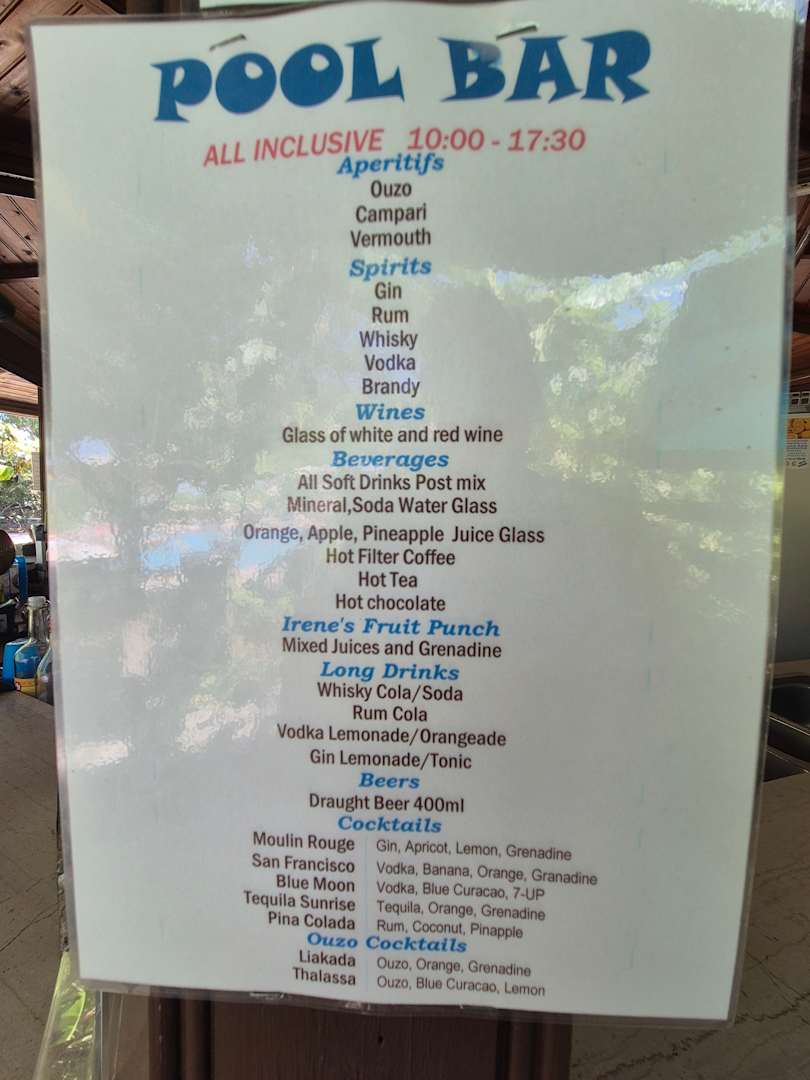 POOL BAR
ALL INCLUSIVE 10:00 - 17:30
Aperitifs
Ouzo
Campari
Vermouth
Spirits
Gin
Rum
Whisky
Vodka
Brandy
Wines
Glass of white and red wine
Beverages
All Soft Drinks Post mix
Mineral,Soda Water Glass
Orange, Apple, Pineapple Juice Glass
Hot Filter Coffee
Hot Tea
Hot chocolate
Irene's Fruit Punch
Mixed Juices and Grenadine
Long Drinks
Whisky Cola/Soda
Rum Cola
Vodka Lemonade/Orangeade
Gin Lemonade/Tonic
Beers
Draught Beer 400ml
Cocktails
Moulin Rouge Gin, Apricot, Lemon, Grenadine
San Francisco Vodka, Banana, Orange, Granadine
Blue Moon Vodka, Blue Curacao, 7-UP
Tequila Sunrise Tequila, Orange, Grenadine
Pina Colada Rum, Coconut, Pinapple
Ouzo Cocktails
Liakada Ouzo, Orange, Grenadine
Thalassa Ouzo, Blue Curacao, Lemon